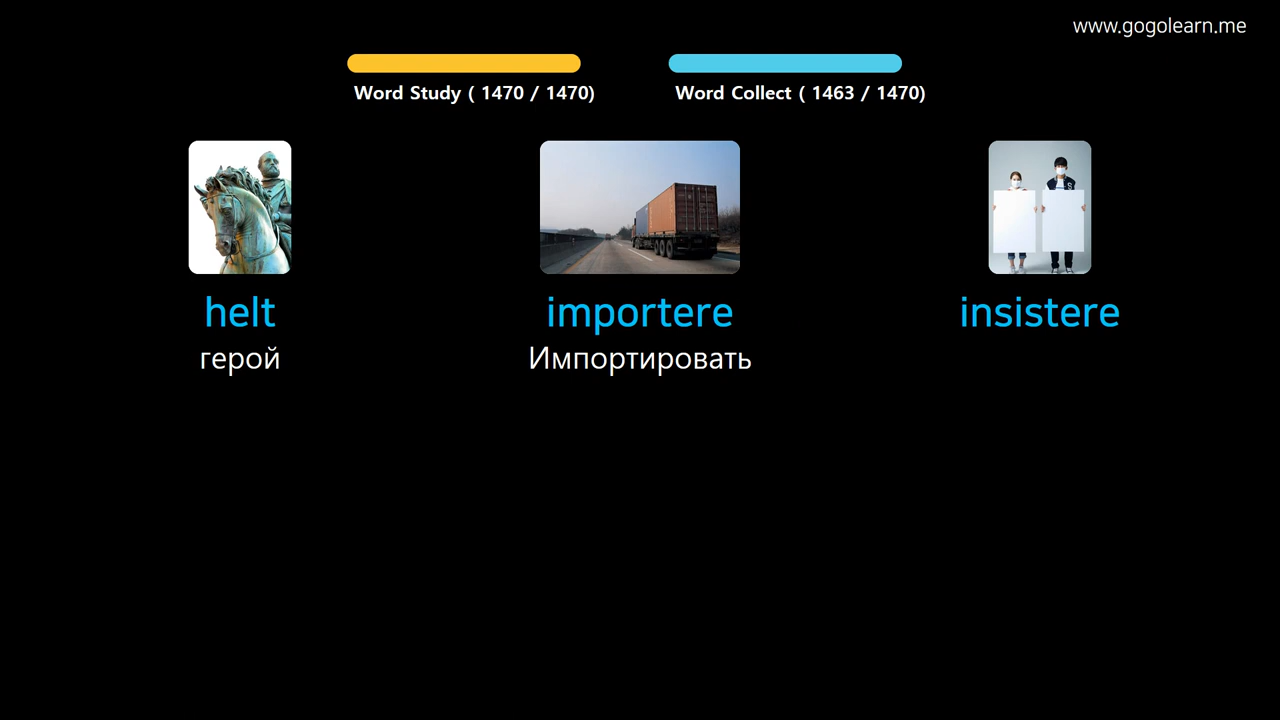 www.gogolearn.me
Word Study ( 1470 / 1470)
Word Collect ( 1463 / 1470)
helt
importere
insistere
герой
Импортировать